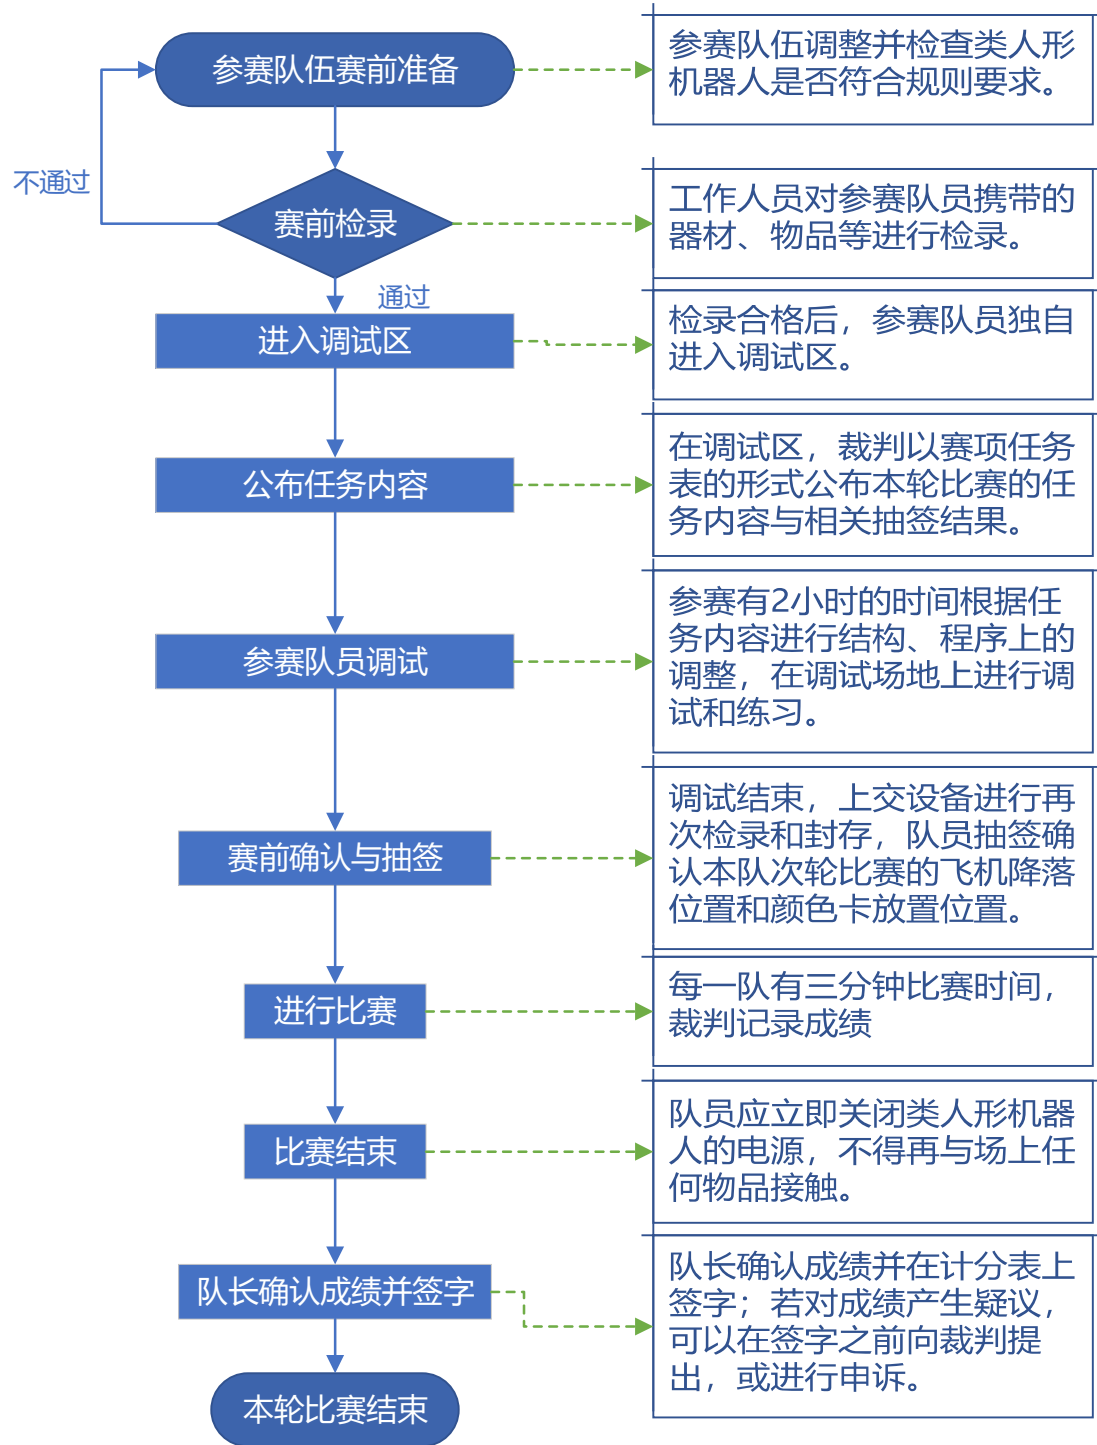 参赛队伍赛前准备
参赛队伍调整并检查类人形
机器人是否符合规则要求。
不通过
赛前检录
工作人员对参赛队员携带的
器材、物品等进行检录。
通过
进入调试区
检录合格后，参赛队员独自
进入调试区。
公布任务内容
在调试区，裁判以赛项任务
表的形式公布本轮比赛的任
务内容与相关抽签结果。
参赛队员调试
参赛有2小时的时间根据任
务内容进行结构、程序上的
调整，在调试场地上进行调
试和练习。
赛前确认与抽签
调试结束，上交设备进行再
次检录和封存，队员抽签确
认本队次轮比赛的飞机降落
位置和颜色卡放置位置。
进行比赛
每一队有三分钟比赛时间，
裁判记录成绩
比赛结束
队员应立即关闭类人形机器
人的电源，不得再与场上任
何物品接触。
队长确认成绩并签字
队长确认成绩并在计分表上
签字；若对成绩产生疑议，
可以在签字之前向裁判提
出，或进行申诉。
本轮比赛结束